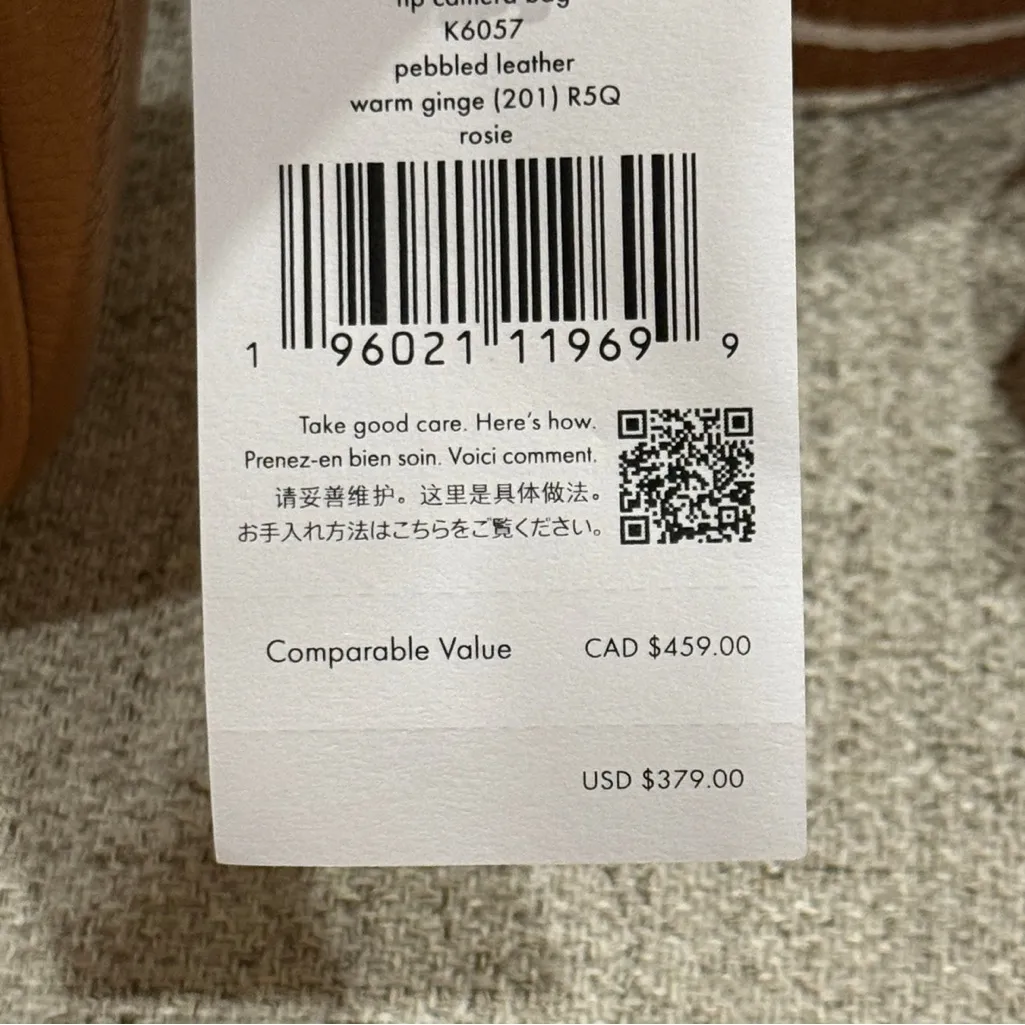 camera bag
K6057
pebbled leather
warm ginge (201) R5Q
rosie
1 96021 11969 9
Take good care. Here's how.
Prenez-en bien soin. Voici comment.
请妥善维护。这里是具体做法。
お手入れ方法はこちらをご覧ください。
Comparable Value CAD $459.00
USD $379.00